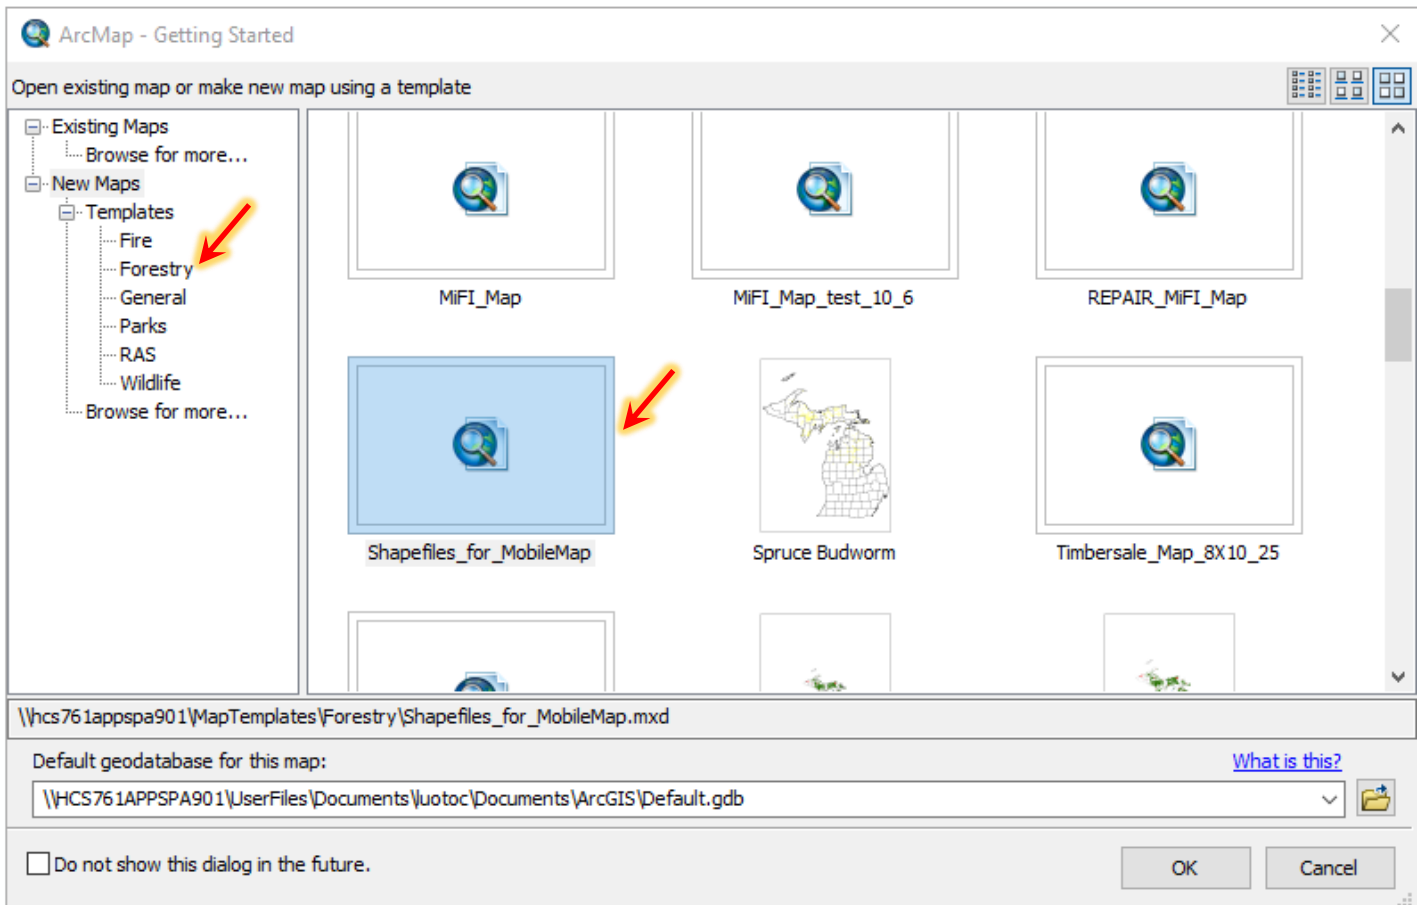 ArcMap - Getting Started
Open existing map or make new map using a template
Existing Maps
Browse for more...
New Maps
Templates
Fire
Forestry
General
Parks
RAS
Wildlife
Browse for more...
MiFI_Map
MiFI_Map_test_10_6
REPAIR_MiFI_Map
Shapefiles_for_MobileMap
Spruce Budworm
Timbersale_Map_8X10_25
\\hcs761appspa901\MapTemplates\Forestry\Shapefiles_for_MobileMap.mxd
Default geodatabase for this map:
What is this?
\\HCS761APPSPA901\UserFiles\Documents\luotoc\Documents\ArcGIS\Default.gdb
Do not show this dialog in the future.
OK
Cancel